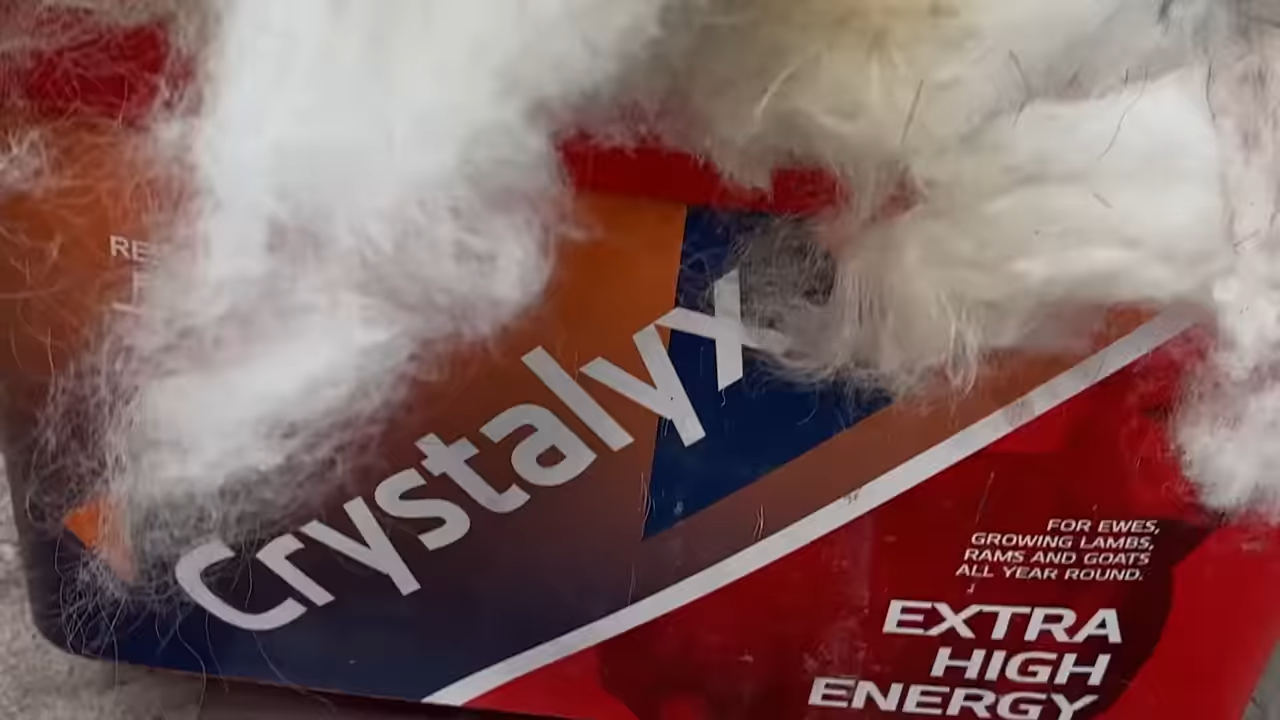 Crystalyx
FOR EWES,
GROWING LAMBS,
RAMS AND GOATS
ALL YEAR ROUND.
EXTRA
HIGH
ENERGY